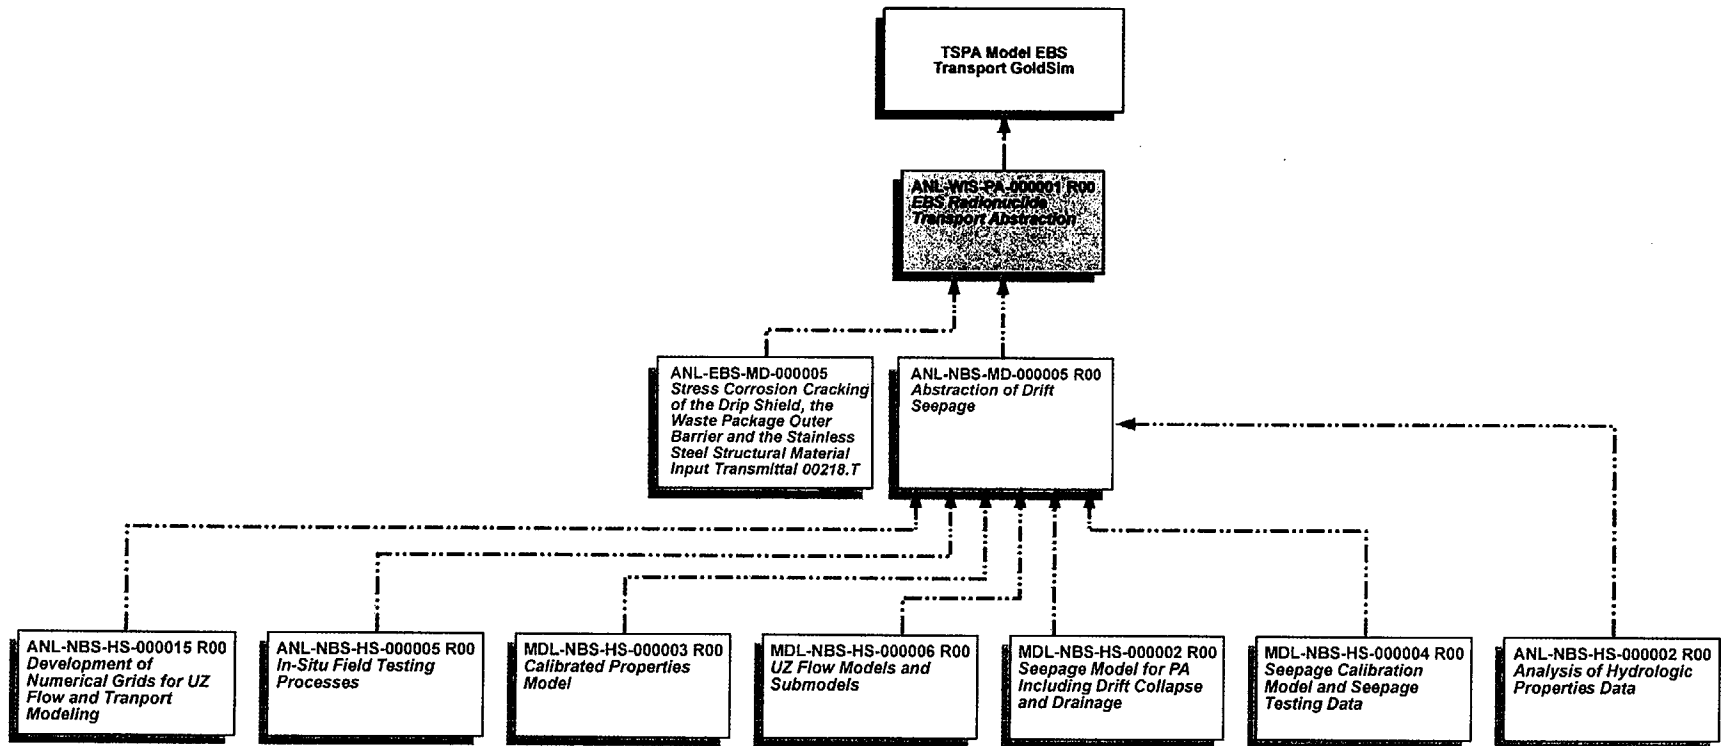 TSPA Model EBS
Transport GoldSim
ANL-WIS-PA-000001 R00
EBS Radionuclide
Transport Abstraction
ANL-EBS-MD-000005
Stress Corrosion Cracking
of the Drip Shield, the
Waste Package Outer
Barrier and the Stainless
Steel Structural Material
Input Transmittal 00218.T
ANL-NBS-MD-000005 R00
Abstraction of Drift
Seepage
ANL-NBS-HS-000015 R00
Development of
Numerical Grids for UZ
Flow and Tranport
Modeling
ANL-NBS-HS-000005 R00
In-Situ Field Testing
Processes
MDL-NBS-HS-000003 R00
Calibrated Properties
Model
MDL-NBS-HS-000006 R00
UZ Flow Models and
Submodels
MDL-NBS-HS-000002 R00
Seepage Model for PA
Including Drift Collapse
and Drainage
MDL-NBS-HS-000004 R00
Seepage Calibration
Model and Seepage
Testing Data
ANL-NBS-HS-000002 R00
Analysis of Hydrologic
Properties Data